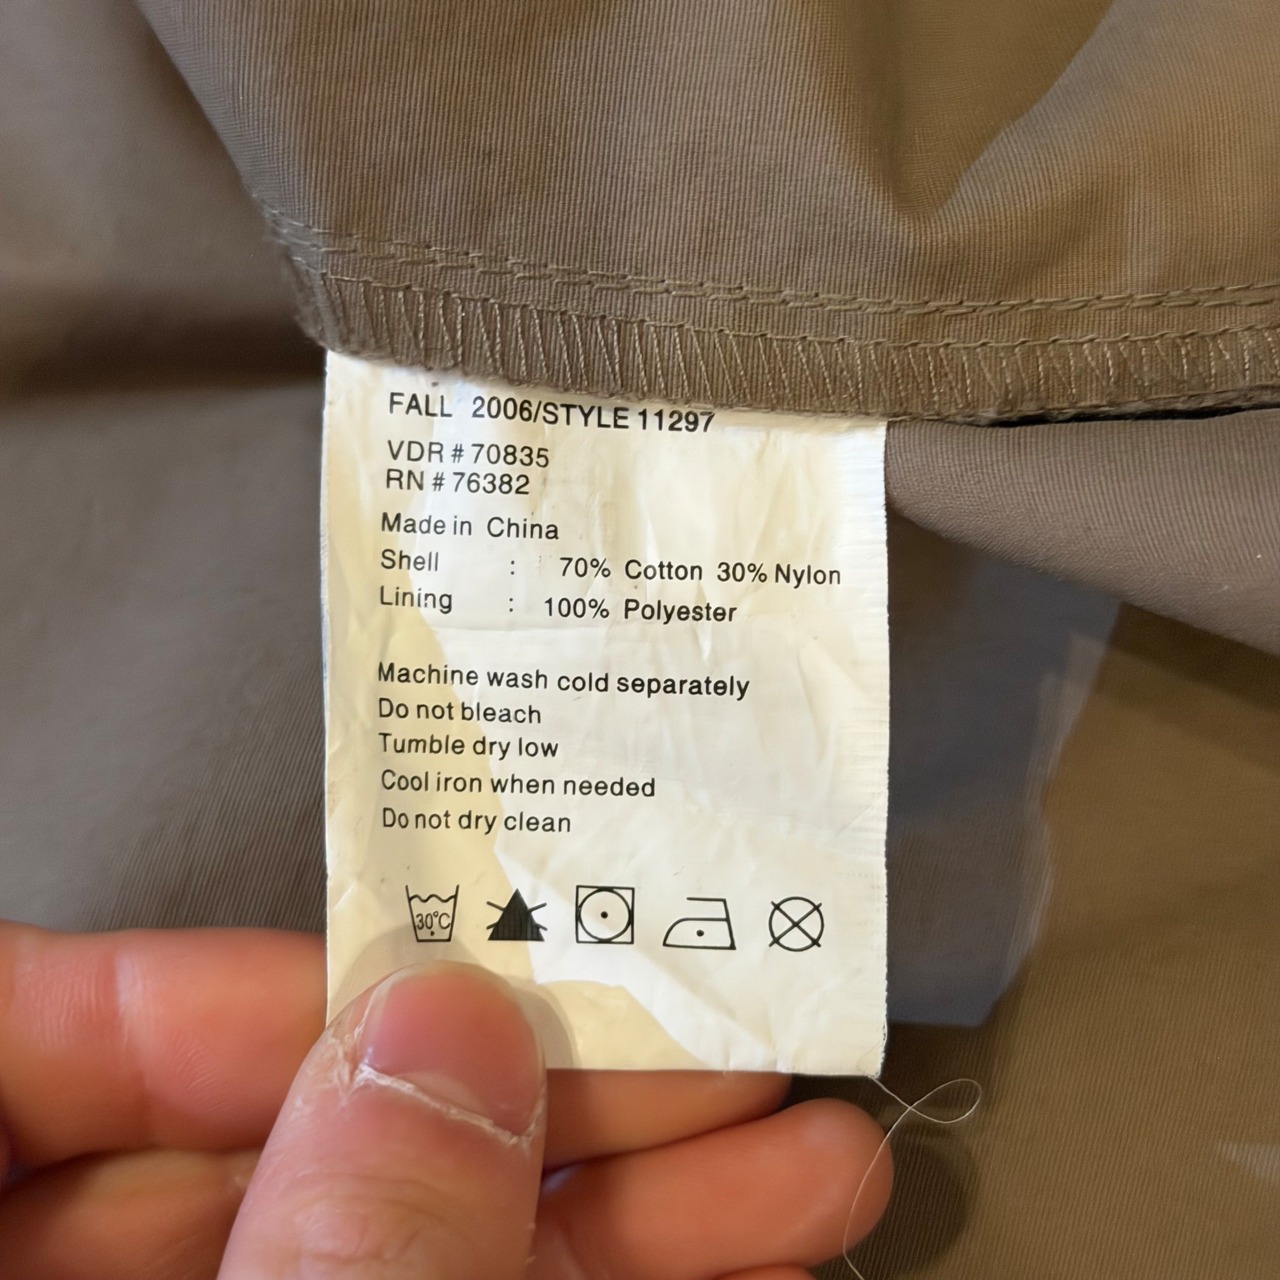 FALL 2006/STYLE 11297
VDR # 70835
RN # 76382
Made in China
Shell : 70% Cotton 30% Nylon
Lining : 100% Polyester
Machine wash cold separately
Do not bleach
Tumble dry low
Cool iron when needed
Do not dry clean
30°C